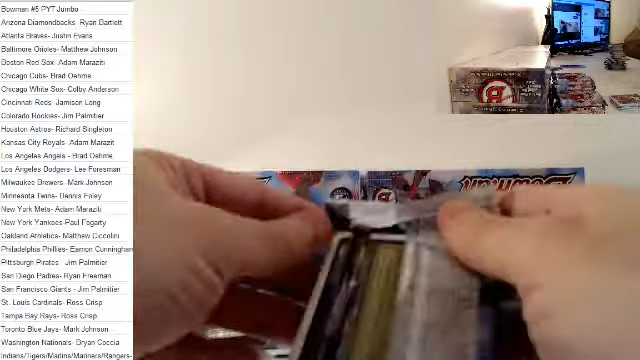 Bowman #5 PYT Jumbo
Arizona Diamondbacks- Ryan Bartlett
Atlanta Braves- Justin Evans
Baltimore Orioles- Matthew Johnson
Boston Red Sox- Adam Maraziti
Chicago Cubs- Brad Oehme
Chicago White Sox- Colby Anderson
Cincinnati Reds- Jamison Long
Colorado Rockies- Jim Palmitier
Houston Astros- Richard Singleton
Kansas City Royals- Adam Marazit
Los Angeles Angels- Brad Oehme
Los Angeles Dodgers- Lee Foresman
Milwaukee Brewers- Mark Johnson
Minnesota Twins- Dennis Foley
New York Mets- Adam Maraziti
New York Yankees-Paul Fogarty
Oakland Athletics- Matthew Ciccolini
Philadelphia Phillies- Eamon Cunningham
Pittsburgh Pirates- Jim Palmitier
San Diego Padres- Ryan Freeman
San Francisco Giants- Jim Palmitier
St. Louis Cardinals- Ross Crisp
Tampa Bay Rays- Ross Crisp
Toronto Blue Jays- Mark Johnson
Washington Nationals- Bryan Coccia
Indians/Tigers/Marlins/Mariners/Rangers-
Bowman